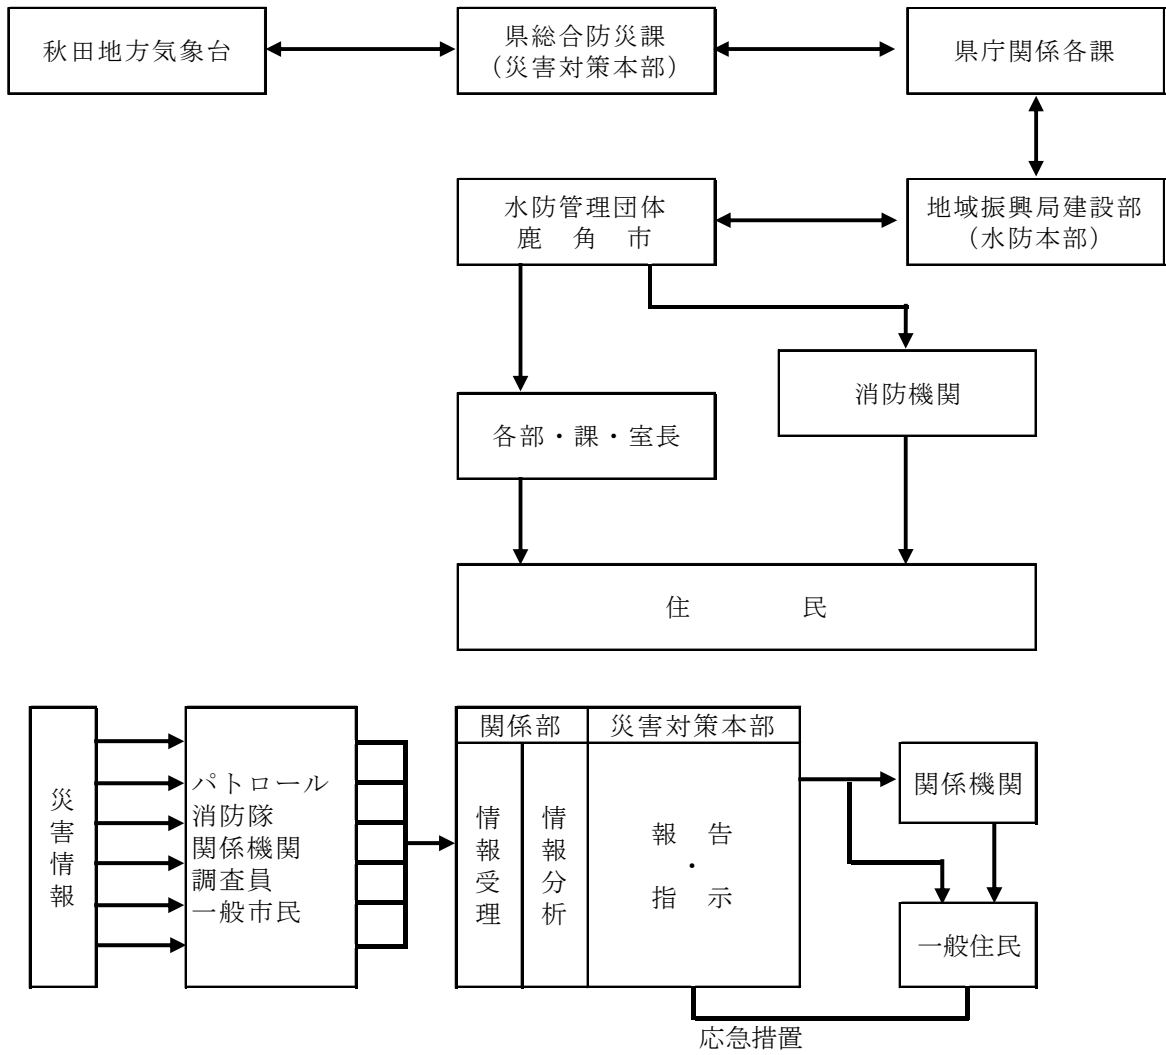 秋田地方気象台
県総合防災課
（災害対策本部）
県庁関係各課
水防管理団体
鹿　角　市
地域振興局建設部
（水防本部）
消防機関
各部・課・室長
住　　　民
災害情報
パトロール
消防隊
関係機関
調査員
一般市民
関係部
災害対策本部
情報受理
情報分析
報　告
・
指　示
関係機関
一般住民
応急措置